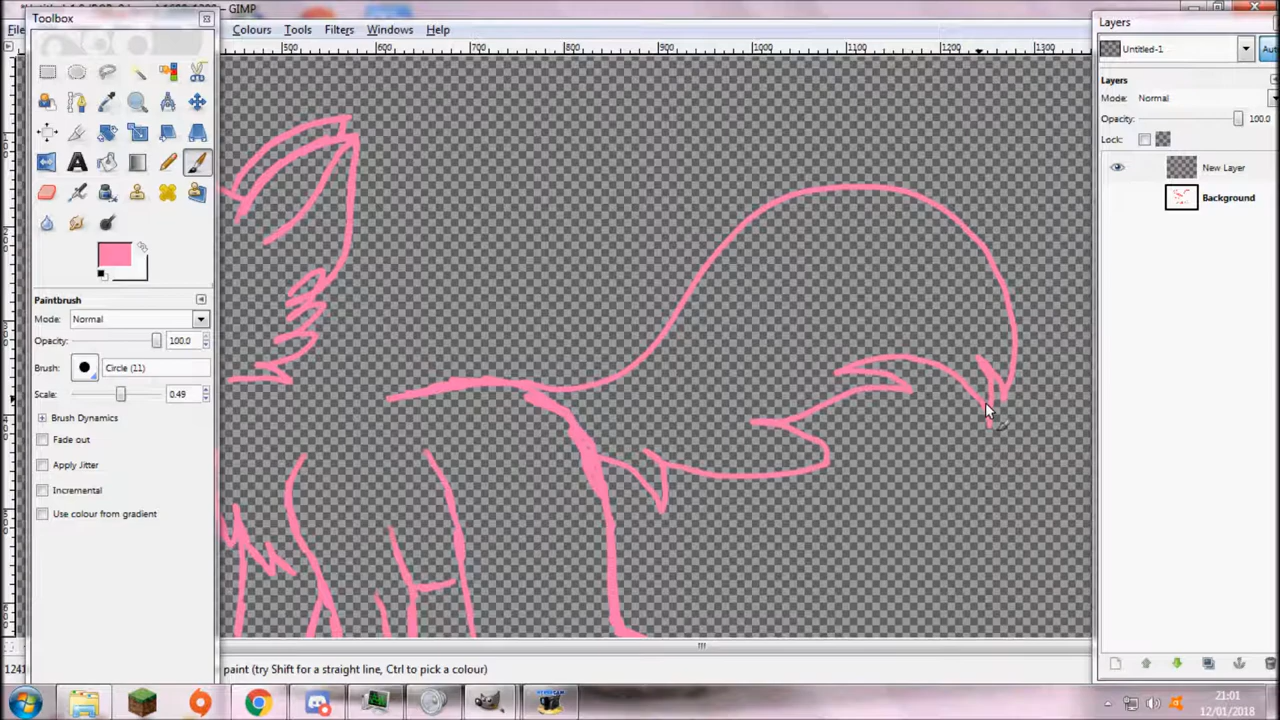 GIMP
Toolbox
Layers
File Colours Tools Filters Windows Help
500 600 700 800 900 1000 1100 1200 1300
Untitled-1
Layers
Mode: Normal
Opacity: 100.0
Lock:
New Layer
Background
Paintbrush
Mode: Normal
Opacity: 100.0
Brush: Circle (11)
Scale: 0.49
Brush Dynamics
Fade out
Apply Jitter
Incremental
Use colour from gradient
paint (try Shift for a straight line, Ctrl to pick a colour)
21:01
12/01/2018